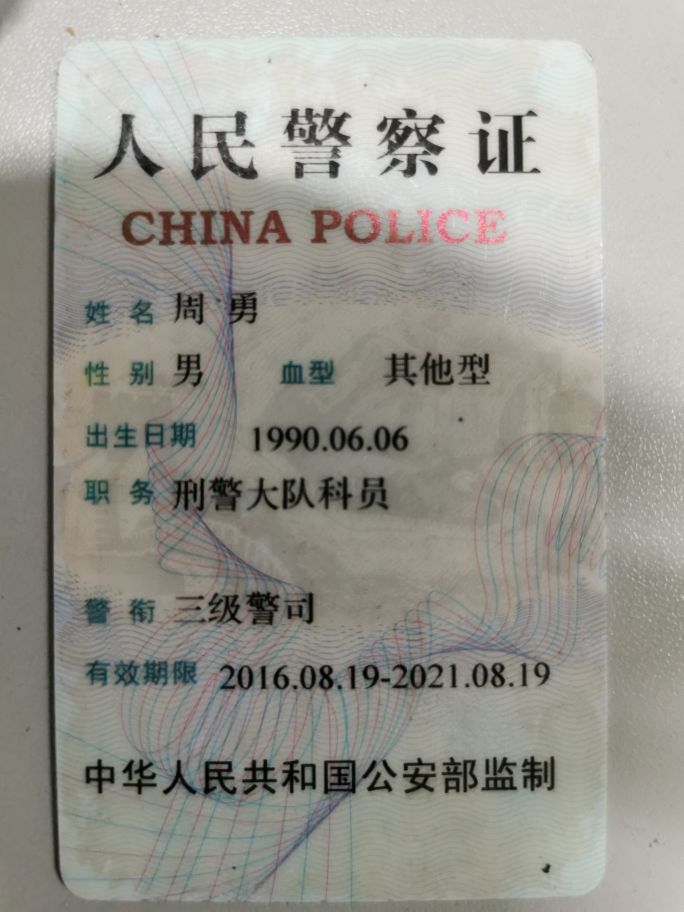 人民警察证
CHINA POLICE
姓 名 周 勇
性 别 男 血型 其他型
出生日期 1990.06.06
职 务 刑警大队科员
警 衔 三级警司
有效期限 2016.08.19-2021.08.19
中华人民共和国公安部监制